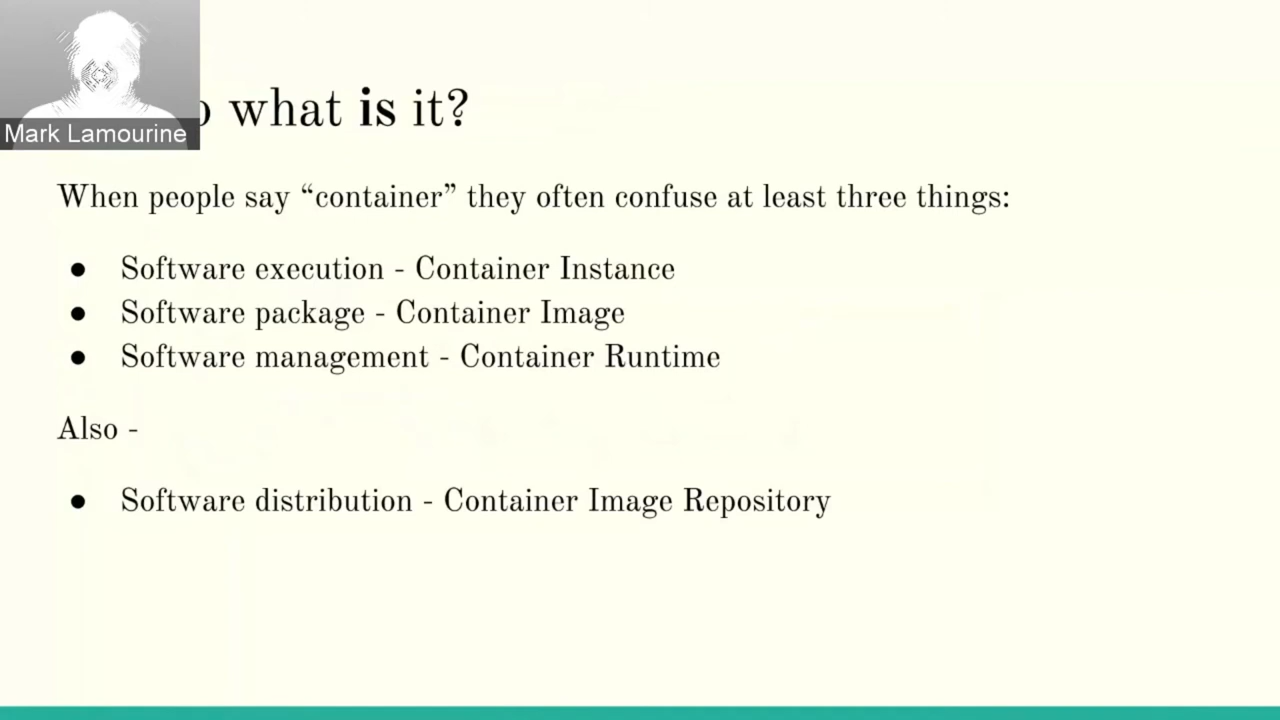 what is it?
Mark Lamourine
When people say “container” they often confuse at least three things:
● Software execution - Container Instance
● Software package - Container Image
● Software management - Container Runtime
Also -
● Software distribution - Container Image Repository